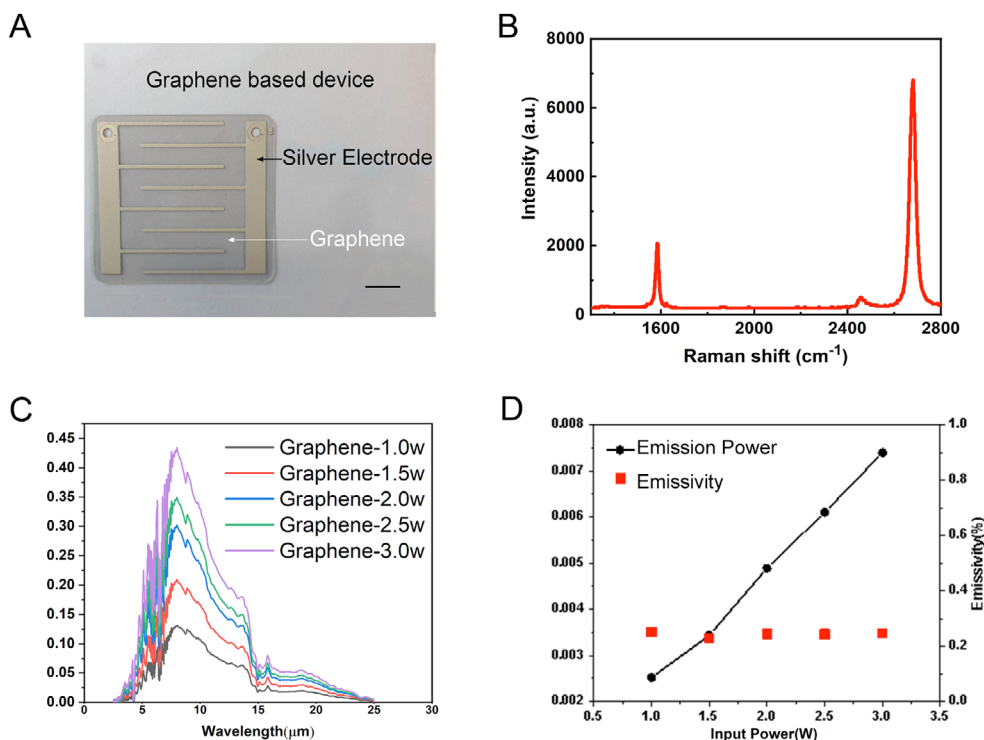 A
Graphene based device
Silver Electrode
Graphene
B
Intensity (a.u.)
8000
6000
4000
2000
0
1600
2000
2400
2800
Raman shift (cm⁻¹)
C
0.45
0.40
0.35
0.30
0.25
0.20
0.15
0.10
0.05
0.00
0
5
10
15
20
25
30
Wavelength(μm)
Graphene-1.0w
Graphene-1.5w
Graphene-2.0w
Graphene-2.5w
Graphene-3.0w
D
0.008
0.007
0.006
0.005
0.004
0.003
0.002
Emission Power
Emissivity
1.0
0.8
0.6
0.4
0.2
0.0
Emissivity(%)
0.5
1.0
1.5
2.0
2.5
3.0
3.5
Input Power(W)